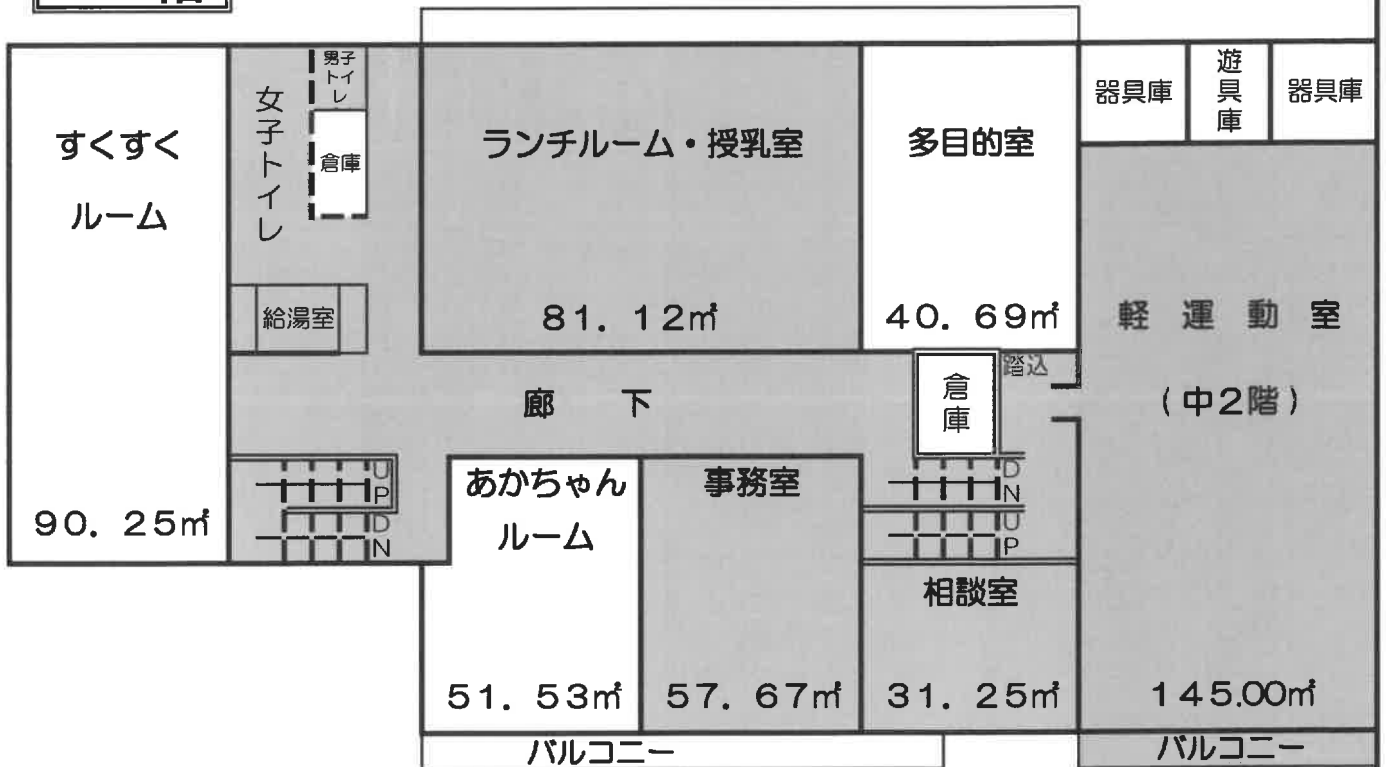 すくすく
ルーム
90.25㎡
女子トイレ
男子
トイ
レ
倉庫
給湯室
ランチルーム・授乳室
81.12㎡
多目的室
40.69㎡
器具庫
遊具庫
器具庫
軽運動室
(中2階)
145.00㎡
廊下
倉庫
踏込
UP
DN
あかちゃん
ルーム
51.53㎡
事務室
57.67㎡
DN
UP
相談室
31.25㎡
バルコニー
バルコニー